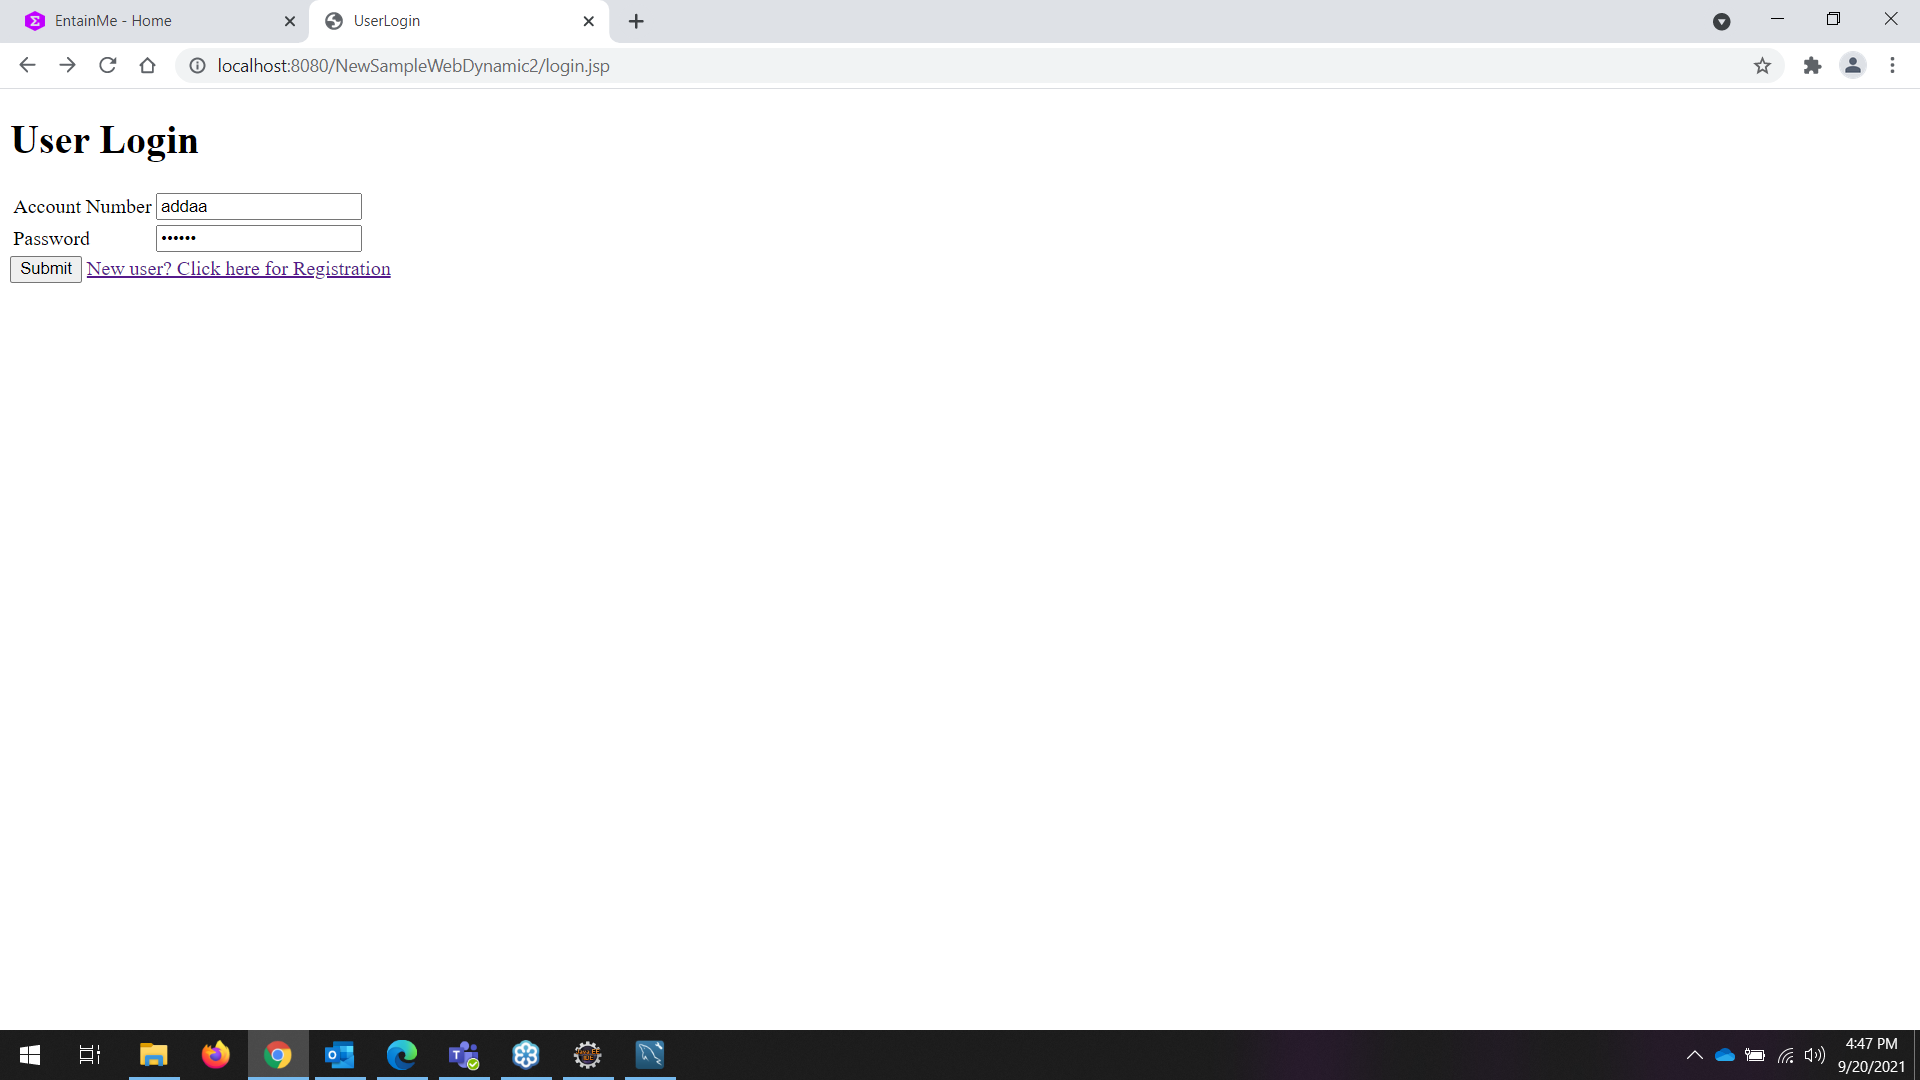 EntainMe - Home
UserLogin
localhost:8080/NewSampleWebDynamic2/login.jsp
User Login
Account Number addaa
Password ••••••
Submit New user? Click here for Registration
4:47 PM
9/20/2021